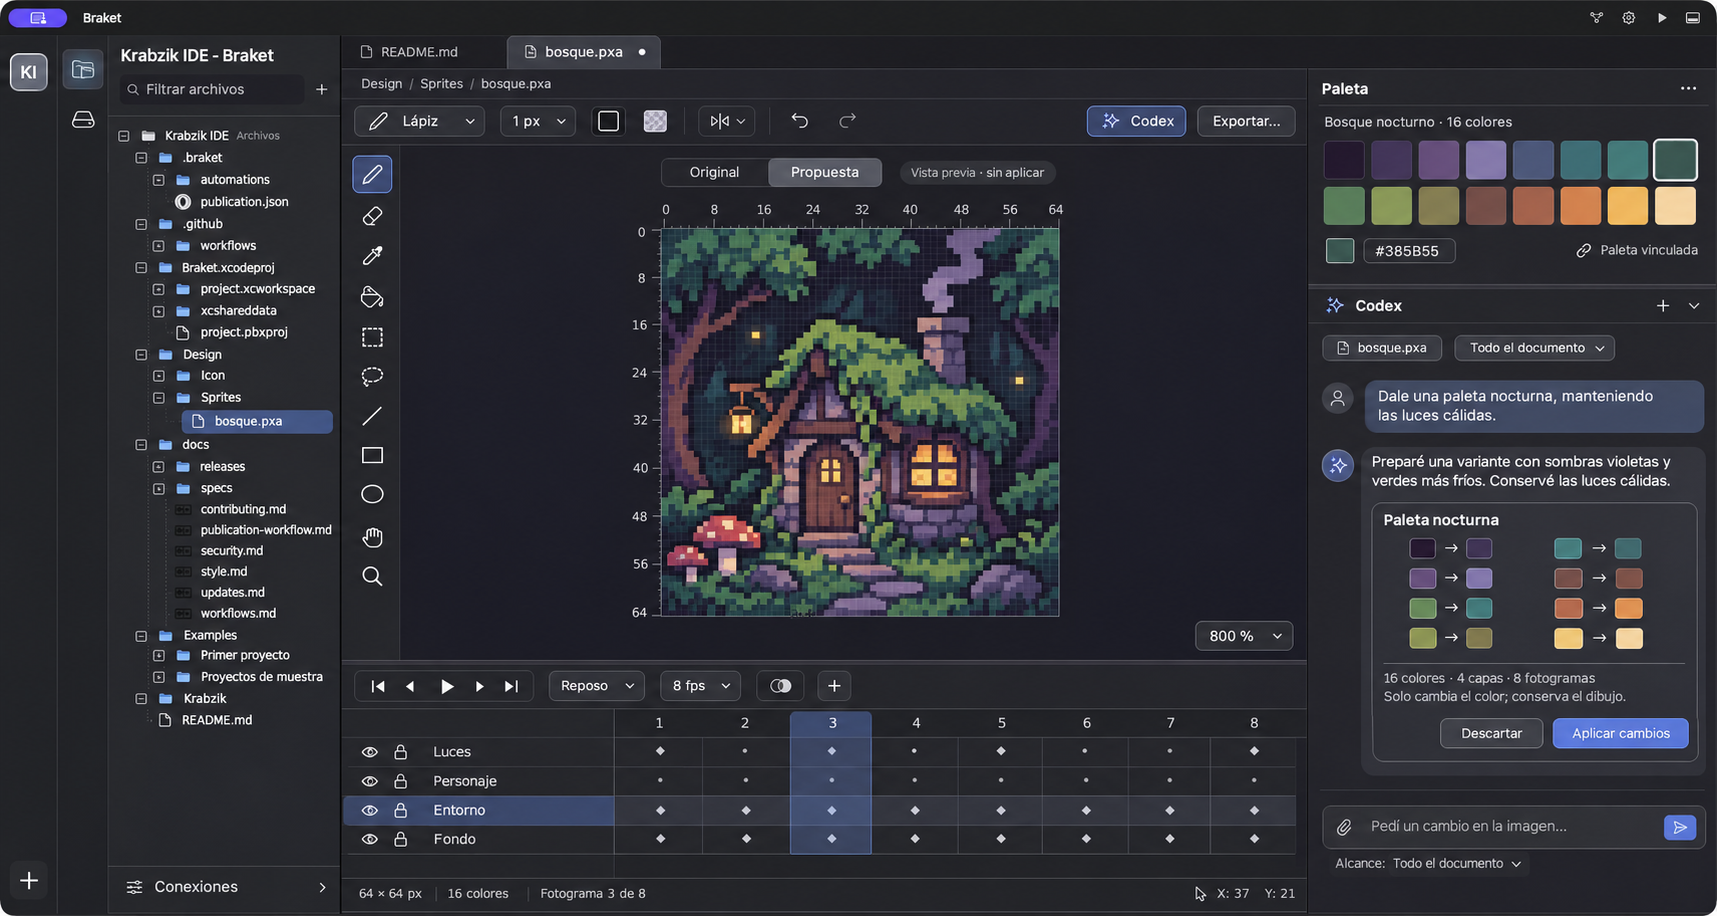 Braket
KI
Krabzik IDE - Braket
Filtrar archivos
Krabzik IDE Archivos
.braket
automations
publication.json
.github
workflows
Braket.xcodeproj
project.xcworkspace
xcshareddata
project.pbxproj
Design
Icon
Sprites
bosque.pxa
docs
releases
specs
contributing.md
publication-workflow.md
security.md
style.md
updates.md
workflows.md
Examples
Primer proyecto
Proyectos de muestra
Krabzik
README.md
Conexiones
README.md
bosque.pxa
Design / Sprites / bosque.pxa
Lápiz
1 px
Codex
Exportar...
Original
Propuesta
Vista previa · sin aplicar
0 8 16 24 32 40 48 56 64
0
8
16
24
32
40
48
56
64
800 %
Reposo
8 fps
1 2 3 4 5 6 7 8
Luces
Personaje
Entorno
Fondo
64 × 64 px
16 colores
Fotograma 3 de 8
X: 37 Y: 21
Paleta
Bosque nocturno · 16 colores
#385B55
Paleta vinculada
Codex
bosque.pxa
Todo el documento
Dale una paleta nocturna, manteniendo
las luces cálidas.
Preparé una variante con sombras violetas y
verdes más fríos. Conservé las luces cálidas.
Paleta nocturna
16 colores · 4 capas · 8 fotogramas
Solo cambia el color; conserva el dibujo.
Descartar
Aplicar cambios
Pedí un cambio en la imagen...
Alcance: Todo el documento